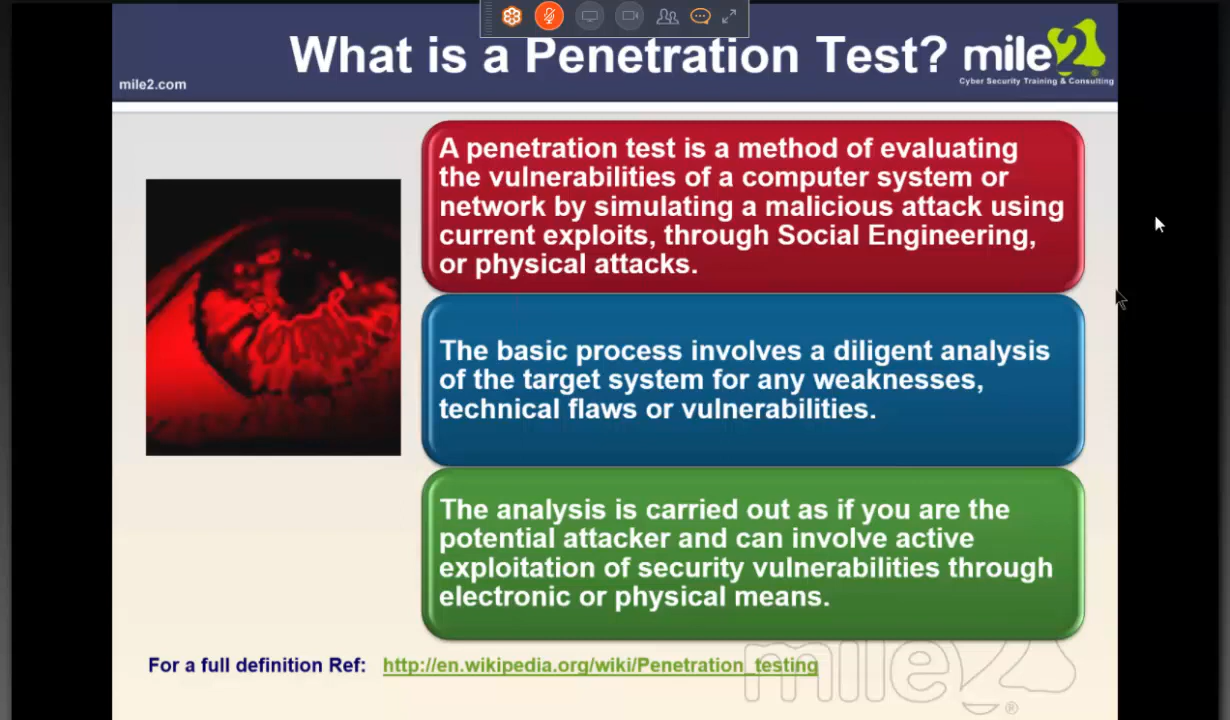 What is a Penetration Test?
mile2®
Cyber Security Training & Consulting
mile2.com
A penetration test is a method of evaluating
the vulnerabilities of a computer system or
network by simulating a malicious attack using
current exploits, through Social Engineering,
or physical attacks.
The basic process involves a diligent analysis
of the target system for any weaknesses,
technical flaws or vulnerabilities.
The analysis is carried out as if you are the
potential attacker and can involve active
exploitation of security vulnerabilities through
electronic or physical means.
For a full definition Ref: http://en.wikipedia.org/wiki/Penetration_testing
mile2®